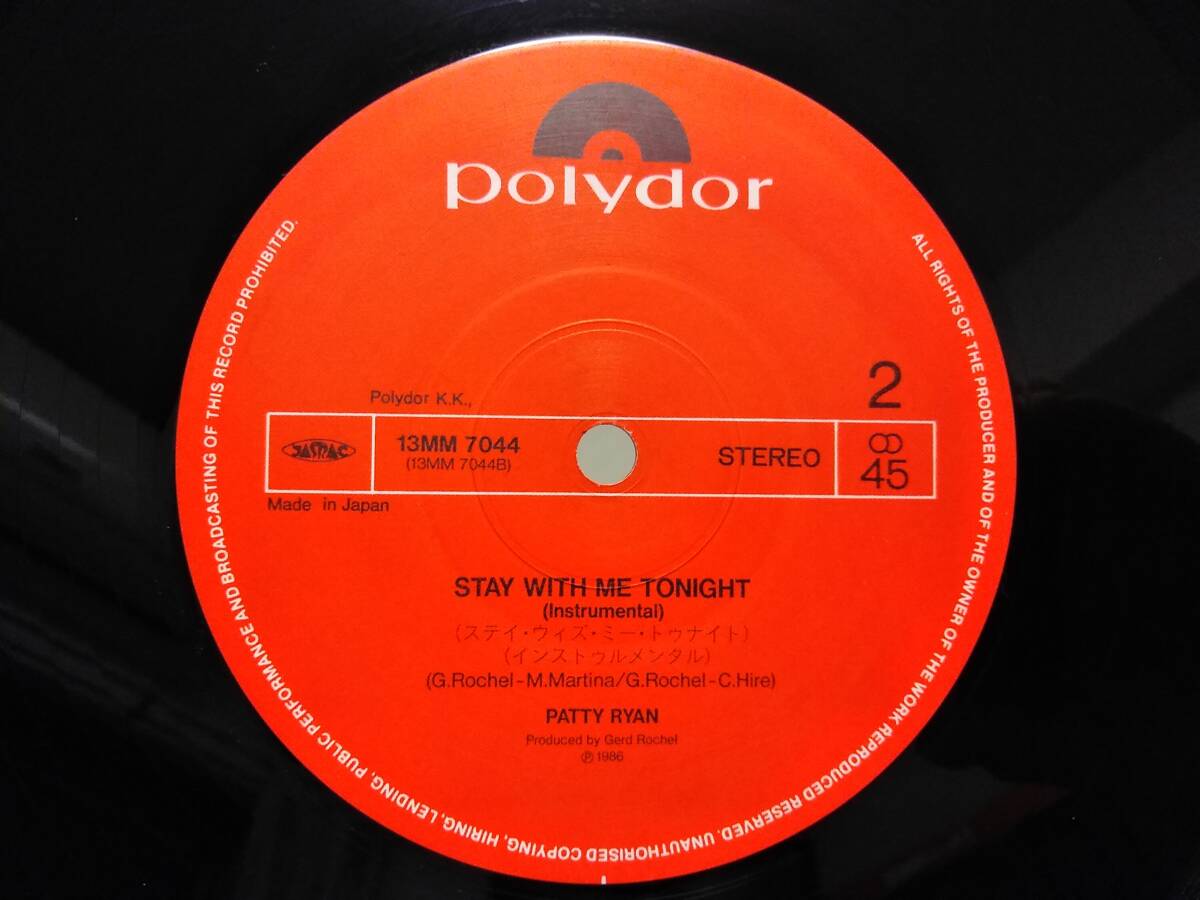 polydor
Polydor K.K.,
2
JASRAC
13MM 7044
(13MM 7044B)
STEREO
8
45
Made in Japan
STAY WITH ME TONIGHT
(Instrumental)
(ステイ・ウィズ・ミー・トゥナイト)
(インストゥルメンタル)
(G.Rochel-M.Martina/G.Rochel-C.Hire)
PATTY RYAN
Produced by Gerd Rochel
Ⓟ1986
ALL RIGHTS OF THE PRODUCER AND OF THE OWNER OF THE WORK REPRODUCED RESERVED. UNAUTHORISED COPYING, HIRING, LENDING, PUBLIC PERFORMANCE AND BROADCASTING OF THIS RECORD PROHIBITED.